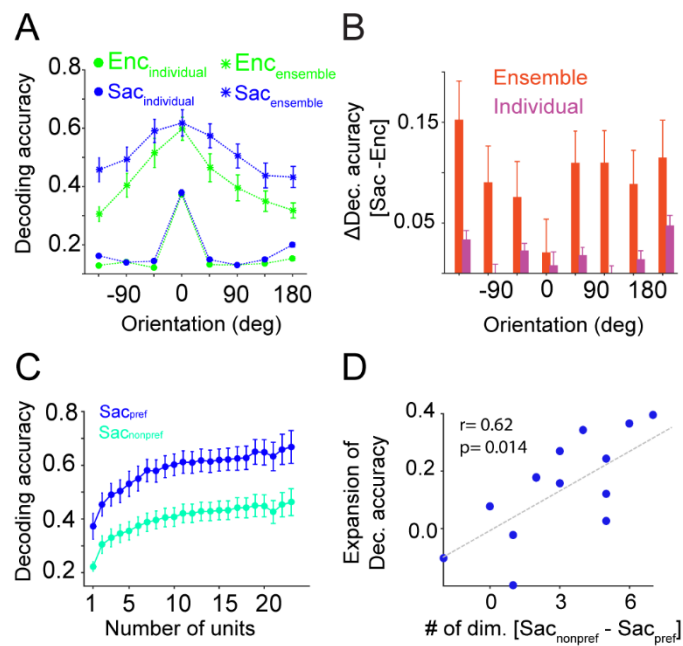 A
Enc individual Enc ensemble
Sac individual Sac ensemble
0.8
0.6
0.4
0.2
Decoding accuracy
-90 0 90 180
Orientation (deg)
B
Ensemble
Individual
0.15
0.05
ΔDec. acuracy
[Sac -Enc]
-90 0 90 180
Orientation (deg)
C
Sac pref
Sac nonpref
0.8
0.6
0.4
0.2
Decoding accuracy
1 5 10 15 20
Number of units
D
r= 0.62
p= 0.014
0.4
0.2
0.0
Expansion of
Dec. accuracy
0 3 6
# of dim. [Sac nonpref - Sac pref]